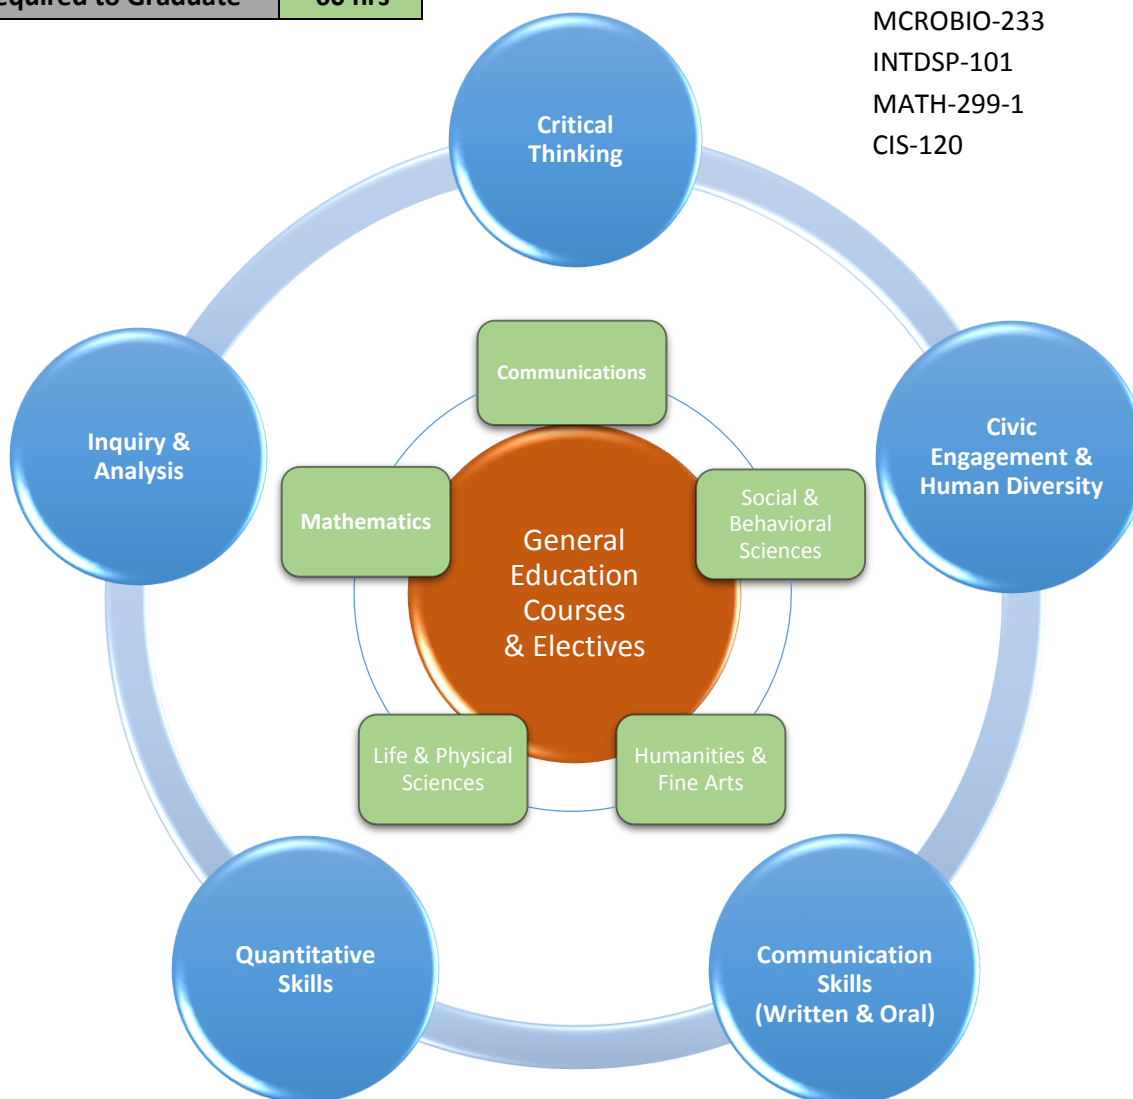 to Graduate
MCROBIO-233
INTDSP-101
MATH-299-1
CIS-120
Critical
Thinking
Communications
Inquiry &
Analysis
Civic
Engagement &
Human Diversity
Mathematics
Social &
Behavioral
Sciences
General
Education
Courses
& Electives
Life & Physical
Sciences
Humanities &
Fine Arts
Quantitative
Skills
Communication
Skills
(Written & Oral)